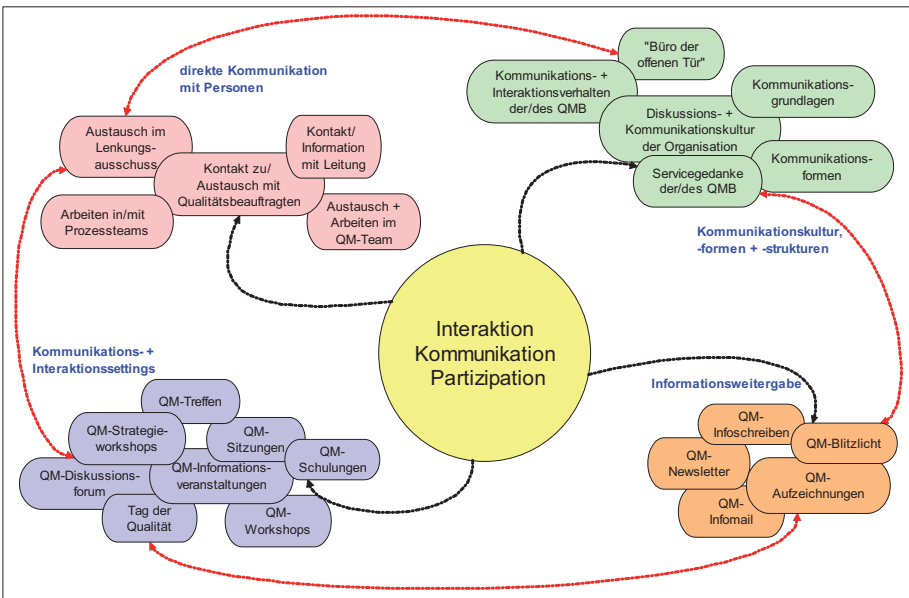 direkte Kommunikation
mit Personen
Austausch im
Lenkungs-
ausschuss
Kontakt/
Information
mit Leitung
Kontakt zu/
Austausch mit
Qualitätsbeauftragten
Arbeiten in/mit
Prozessteams
Austausch +
Arbeiten im
QM-Team
"Büro der
offenen Tür"
Kommunikations- +
Interaktionsverhalten
der/des QMB
Kommunikations-
grundlagen
Diskussions- +
Kommunikationskultur
der Organisation
Servicegedanke
der/des QMB
Kommunikations-
formen
Kommunikationskultur,
-formen + -strukturen
Interaktion
Kommunikation
Partizipation
Kommunikations- +
Interaktionssettings
QM-Treffen
QM-Strategie-
workshops
QM-
Sitzungen
QM-
Schulungen
QM-Diskussions-
forum
QM-Informations-
veranstaltungen
Tag der
Qualität
QM-
Workshops
Informationsweitergabe
QM-
Infoschreiben
QM-Blitzlicht
QM-
Newsletter
QM-
Aufzeichnungen
QM-
Infomail